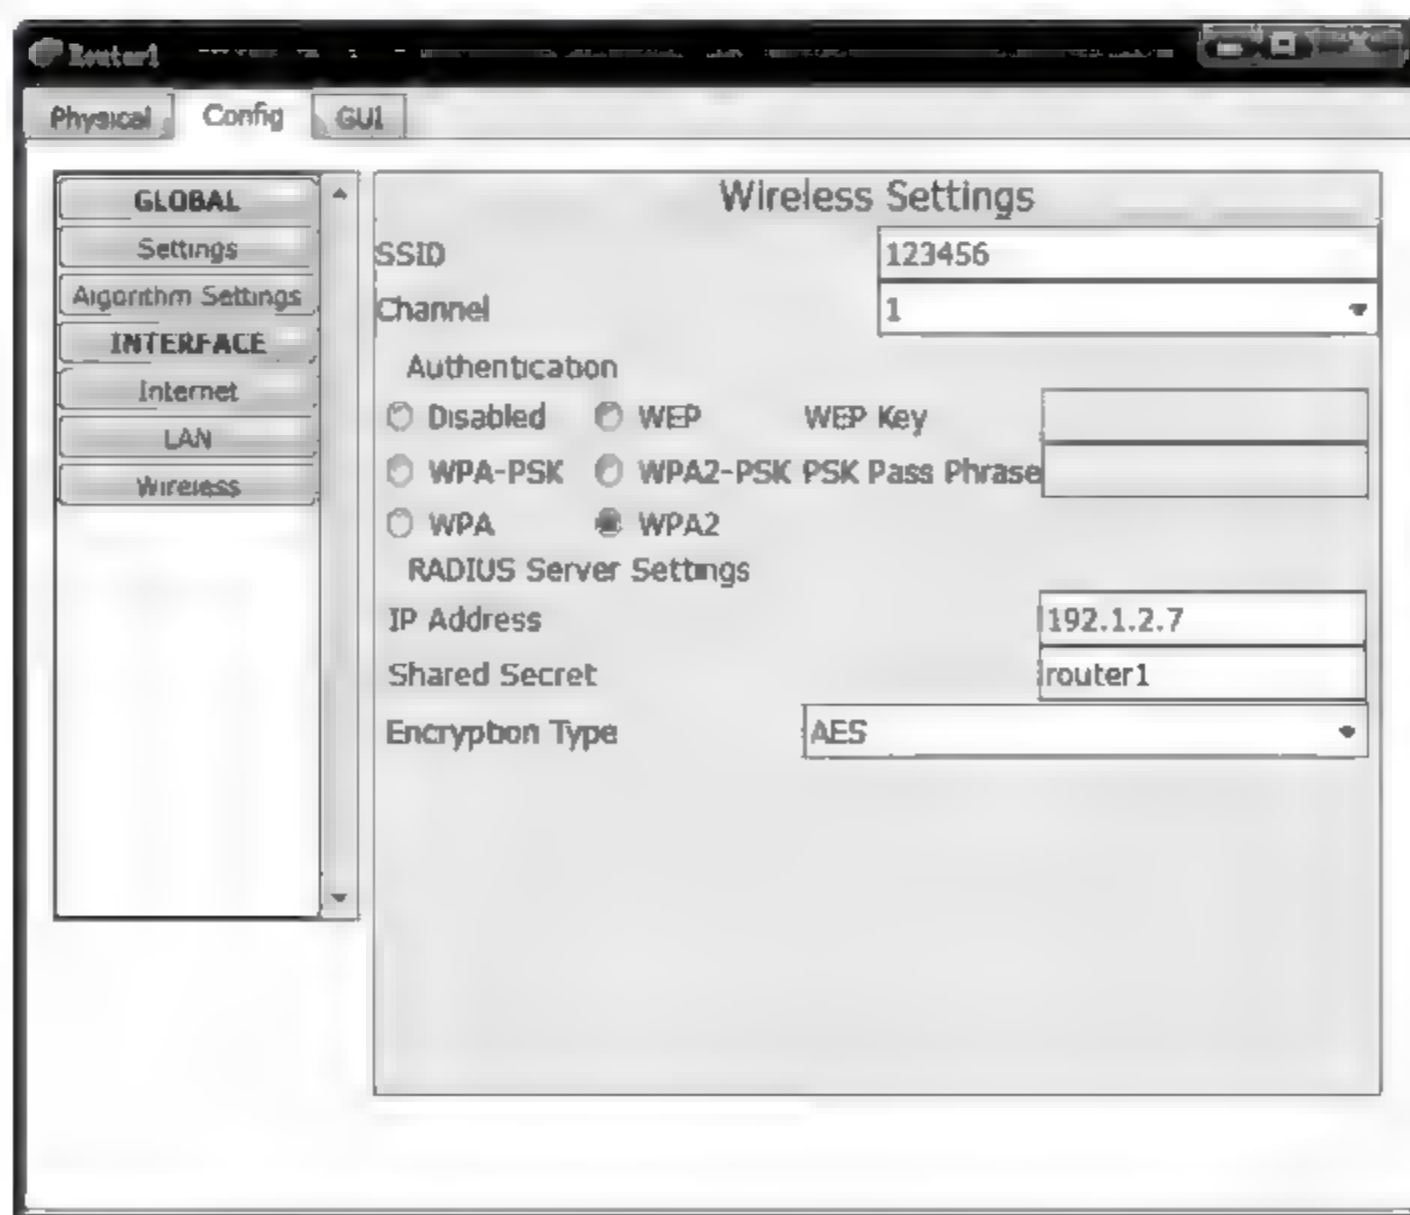 Router1
Physical Config GUI
GLOBAL
Settings
Algorithm Settings
INTERFACE
Internet
LAN
Wireless
Wireless Settings
SSID 123456
Channel 1
Authentication
Disabled WEP WEP Key
WPA-PSK WPA2-PSK PSK Pass Phrase
WPA WPA2
RADIUS Server Settings
IP Address 192.1.2.7
Shared Secret router1
Encryption Type AES